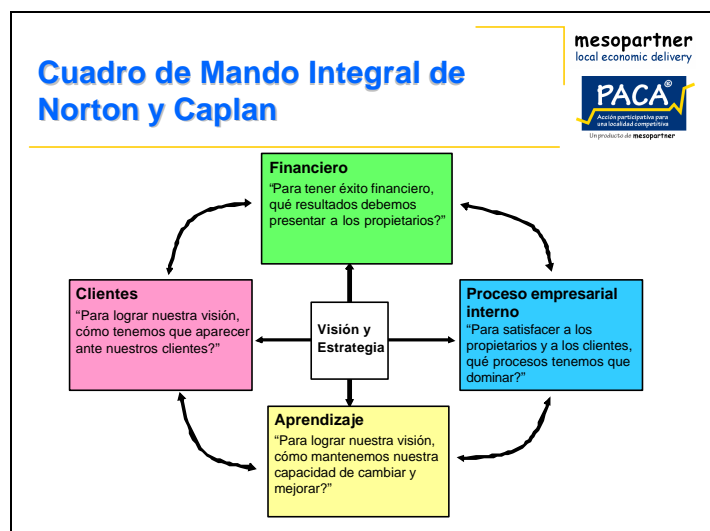 Cuadro de Mando Integral de
Norton y Caplan
mesopartner
local economic delivery
PACA®
Acción participativa para
una localidad competitiva
Un producto de mesopartner
Financiero
“Para tener éxito financiero,
qué resultados debemos
presentar a los propietarios?”
Clientes
“Para lograr nuestra visión,
cómo tenemos que aparecer
ante nuestros clientes?”
Visión y
Estrategia
Proceso empresarial
interno
“Para satisfacer a los
propietarios y a los clientes,
qué procesos tenemos que
dominar?”
Aprendizaje
“Para lograr nuestra visión,
cómo mantenemos nuestra
capacidad de cambiar y
mejorar?”